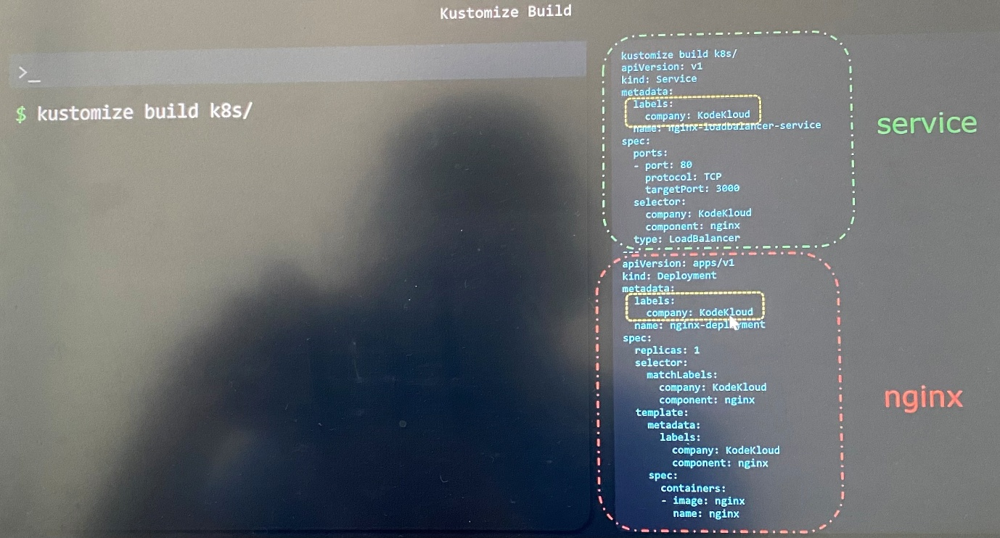 Kustomize Build
>_
$ kustomize build k8s/
kustomize build k8s/
apiVersion: v1
kind: Service
metadata:
  labels:
    company: KodeKloud
  name: nginx-loadbalancer-service
spec:
  ports:
  - port: 80
    protocol: TCP
    targetPort: 3000
  selector:
    company: KodeKloud
    component: nginx
  type: LoadBalancer
---
apiVersion: apps/v1
kind: Deployment
metadata:
  labels:
    company: KodeKloud
  name: nginx-deployment
spec:
  replicas: 1
  selector:
    matchLabels:
      company: KodeKloud
      component: nginx
  template:
    metadata:
      labels:
        company: KodeKloud
        component: nginx
    spec:
      containers:
      - image: nginx
        name: nginx
service
nginx